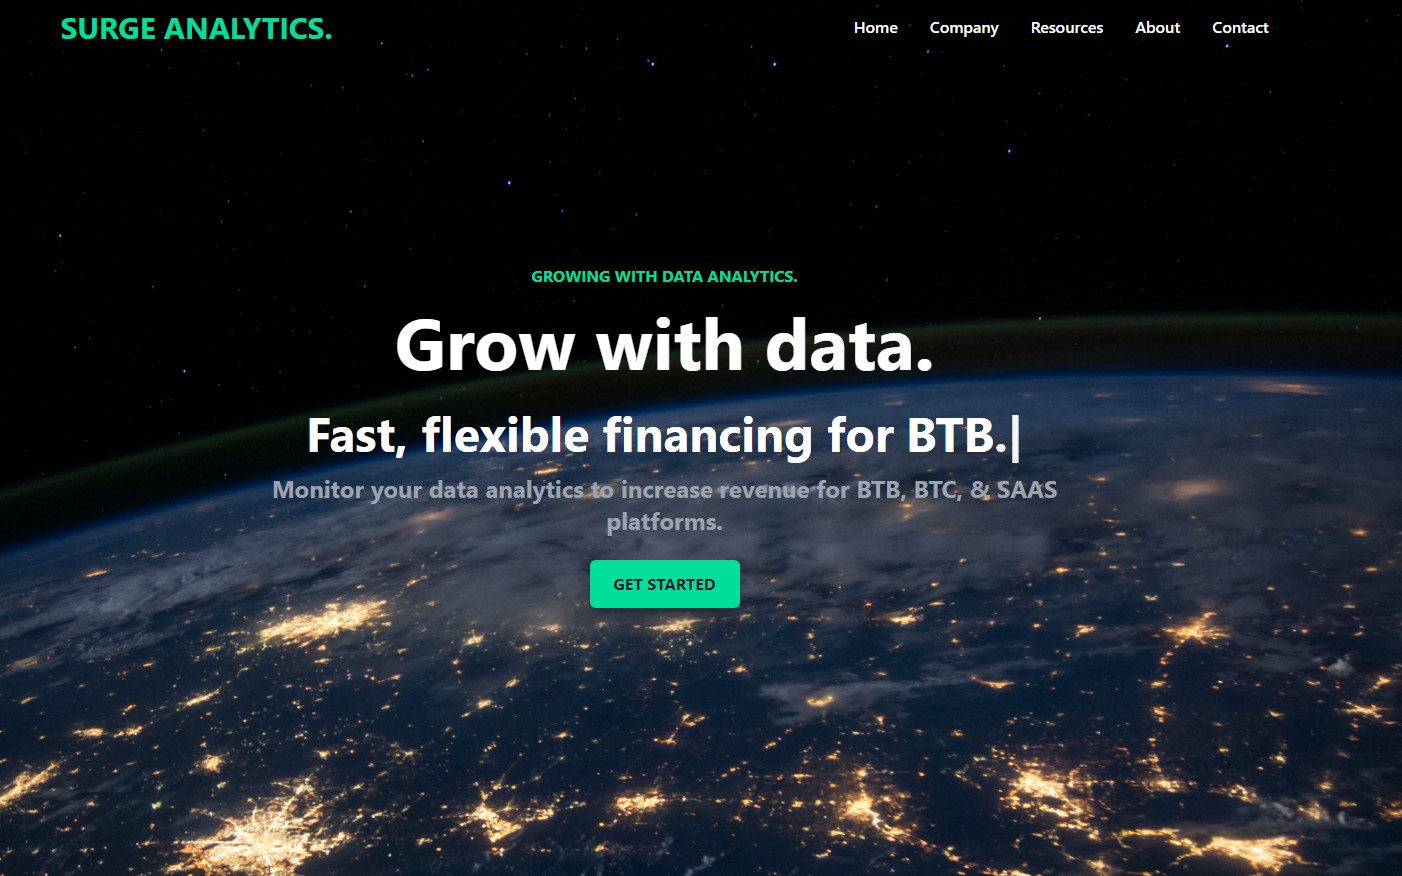 SURGE ANALYTICS.
Home Company Resources About Contact
GROWING WITH DATA ANALYTICS.
Grow with data.
Fast, flexible financing for BTB.|
Monitor your data analytics to increase revenue for BTB, BTC, & SAAS
platforms.
GET STARTED